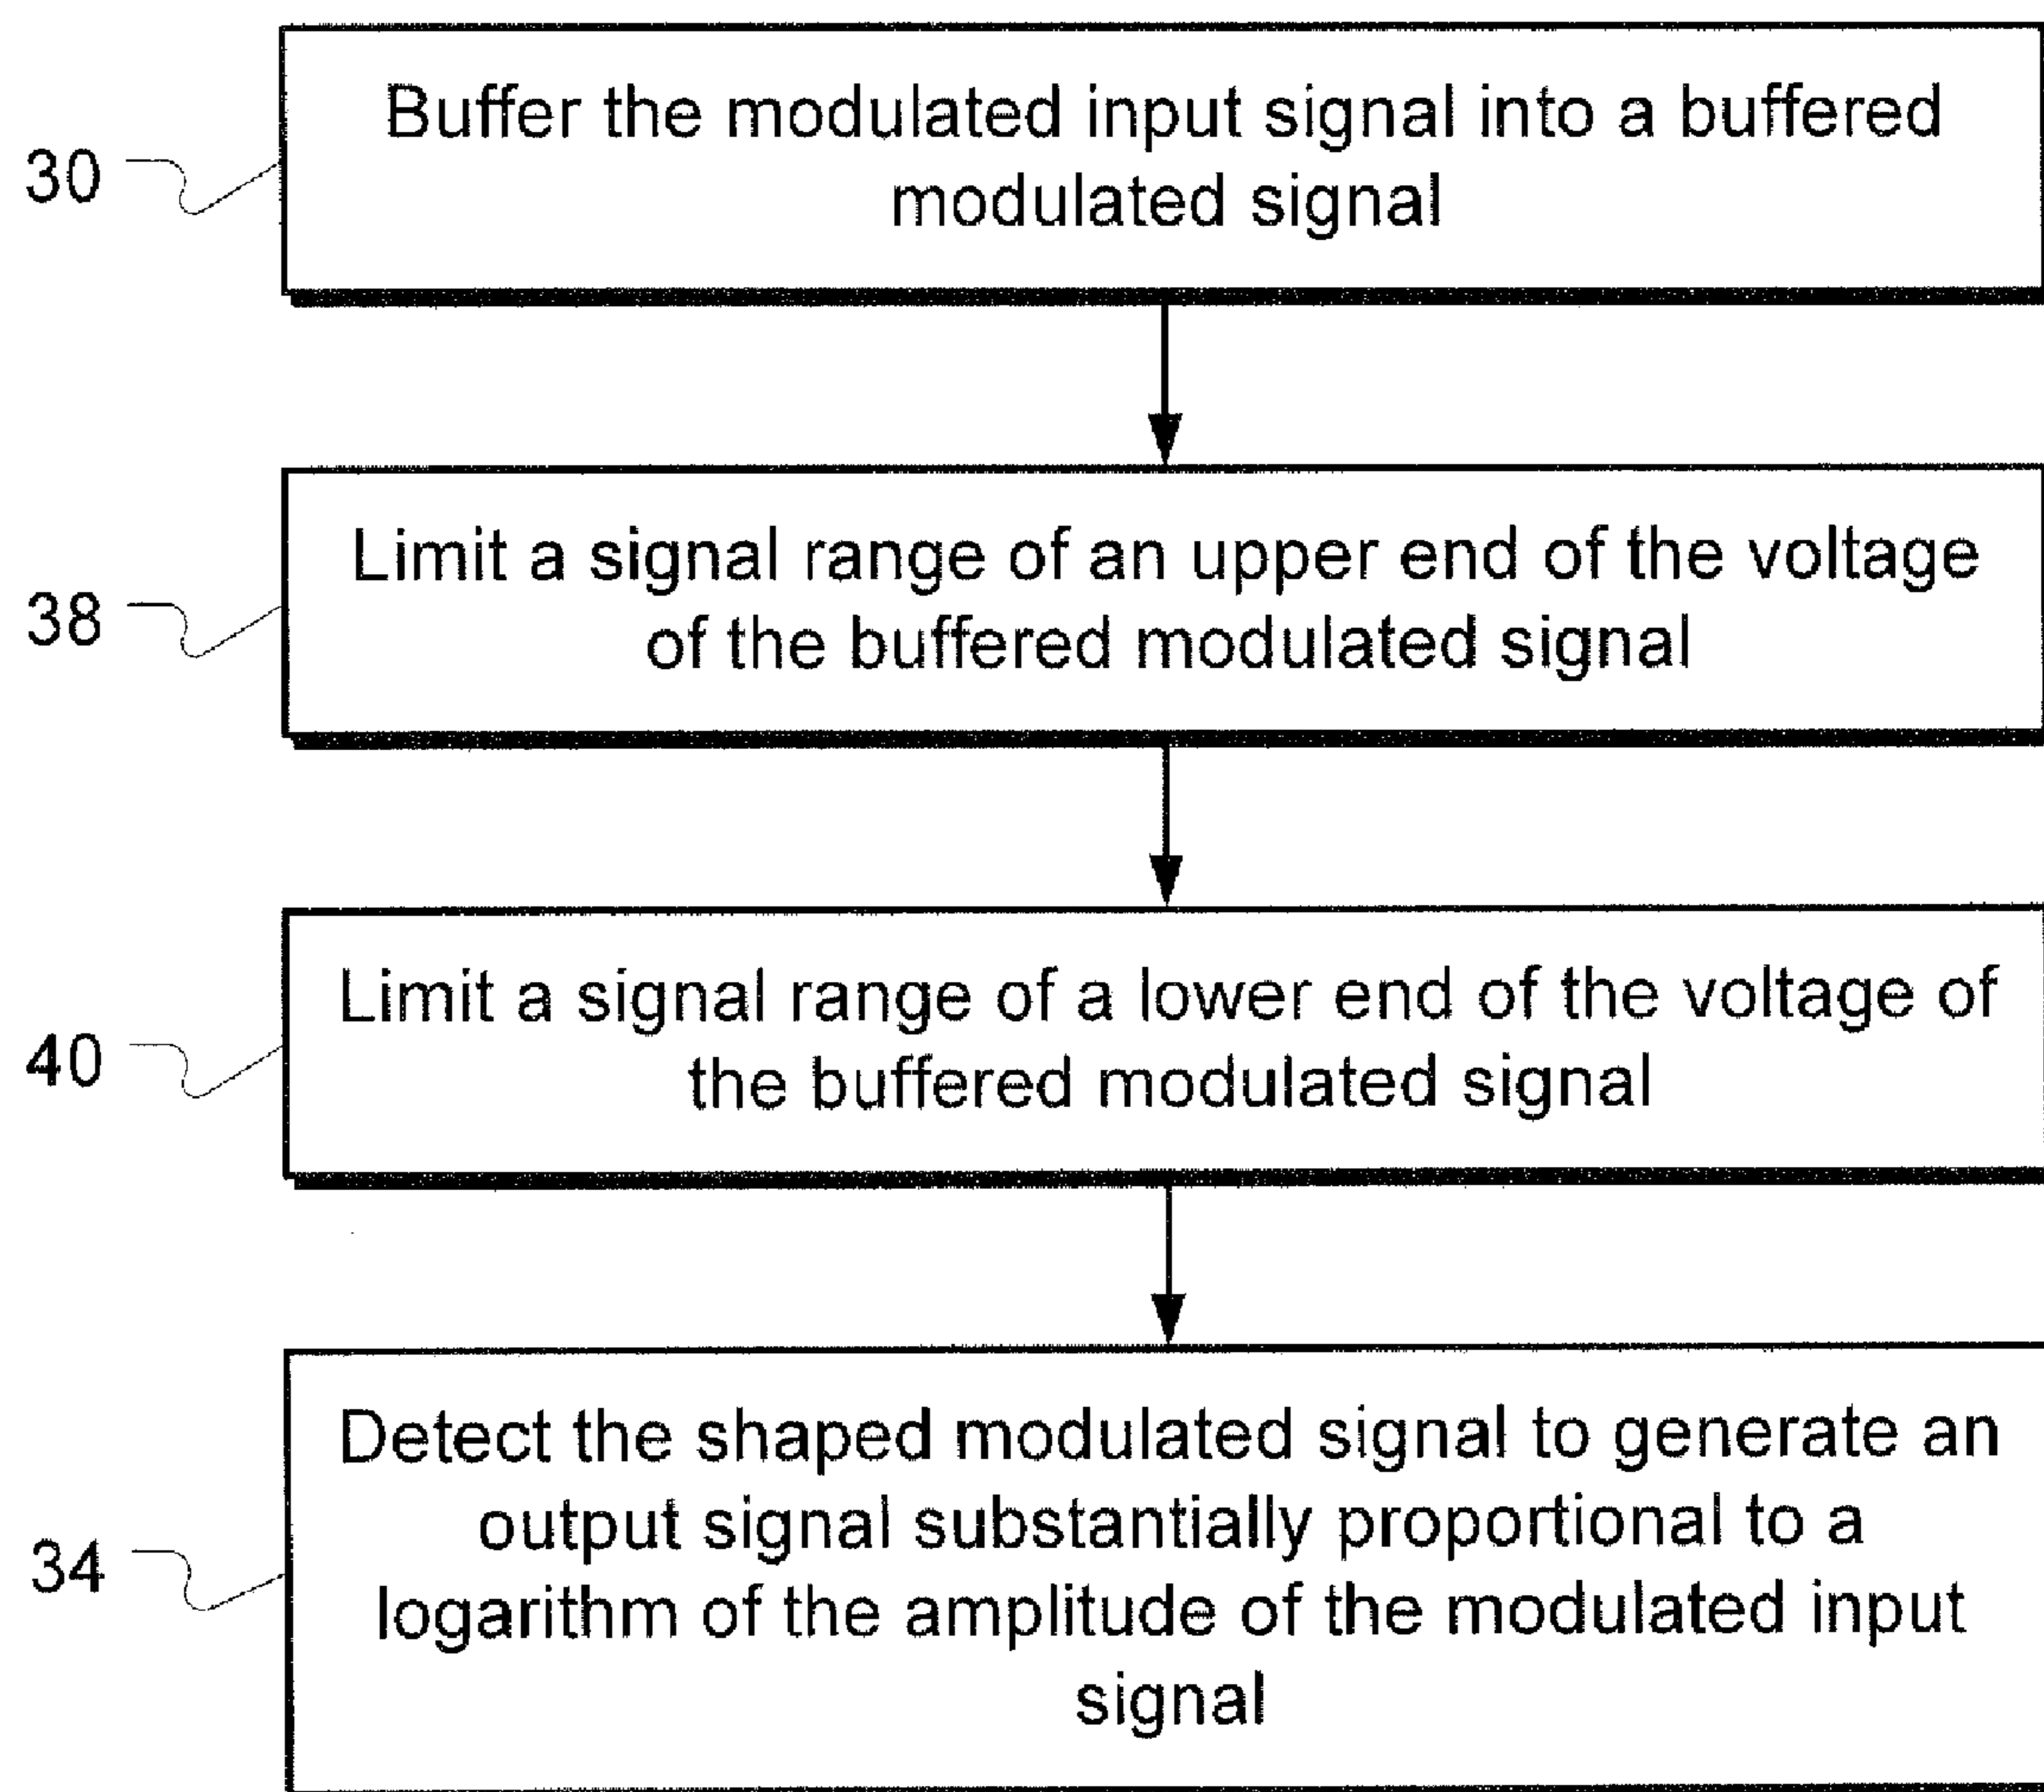 30
Buffer the modulated input signal into a buffered
modulated signal
38
Limit a signal range of an upper end of the voltage
of the buffered modulated signal
40
Limit a signal range of a lower end of the voltage of
the buffered modulated signal
34
Detect the shaped modulated signal to generate an
output signal substantially proportional to a
logarithm of the amplitude of the modulated input
signal